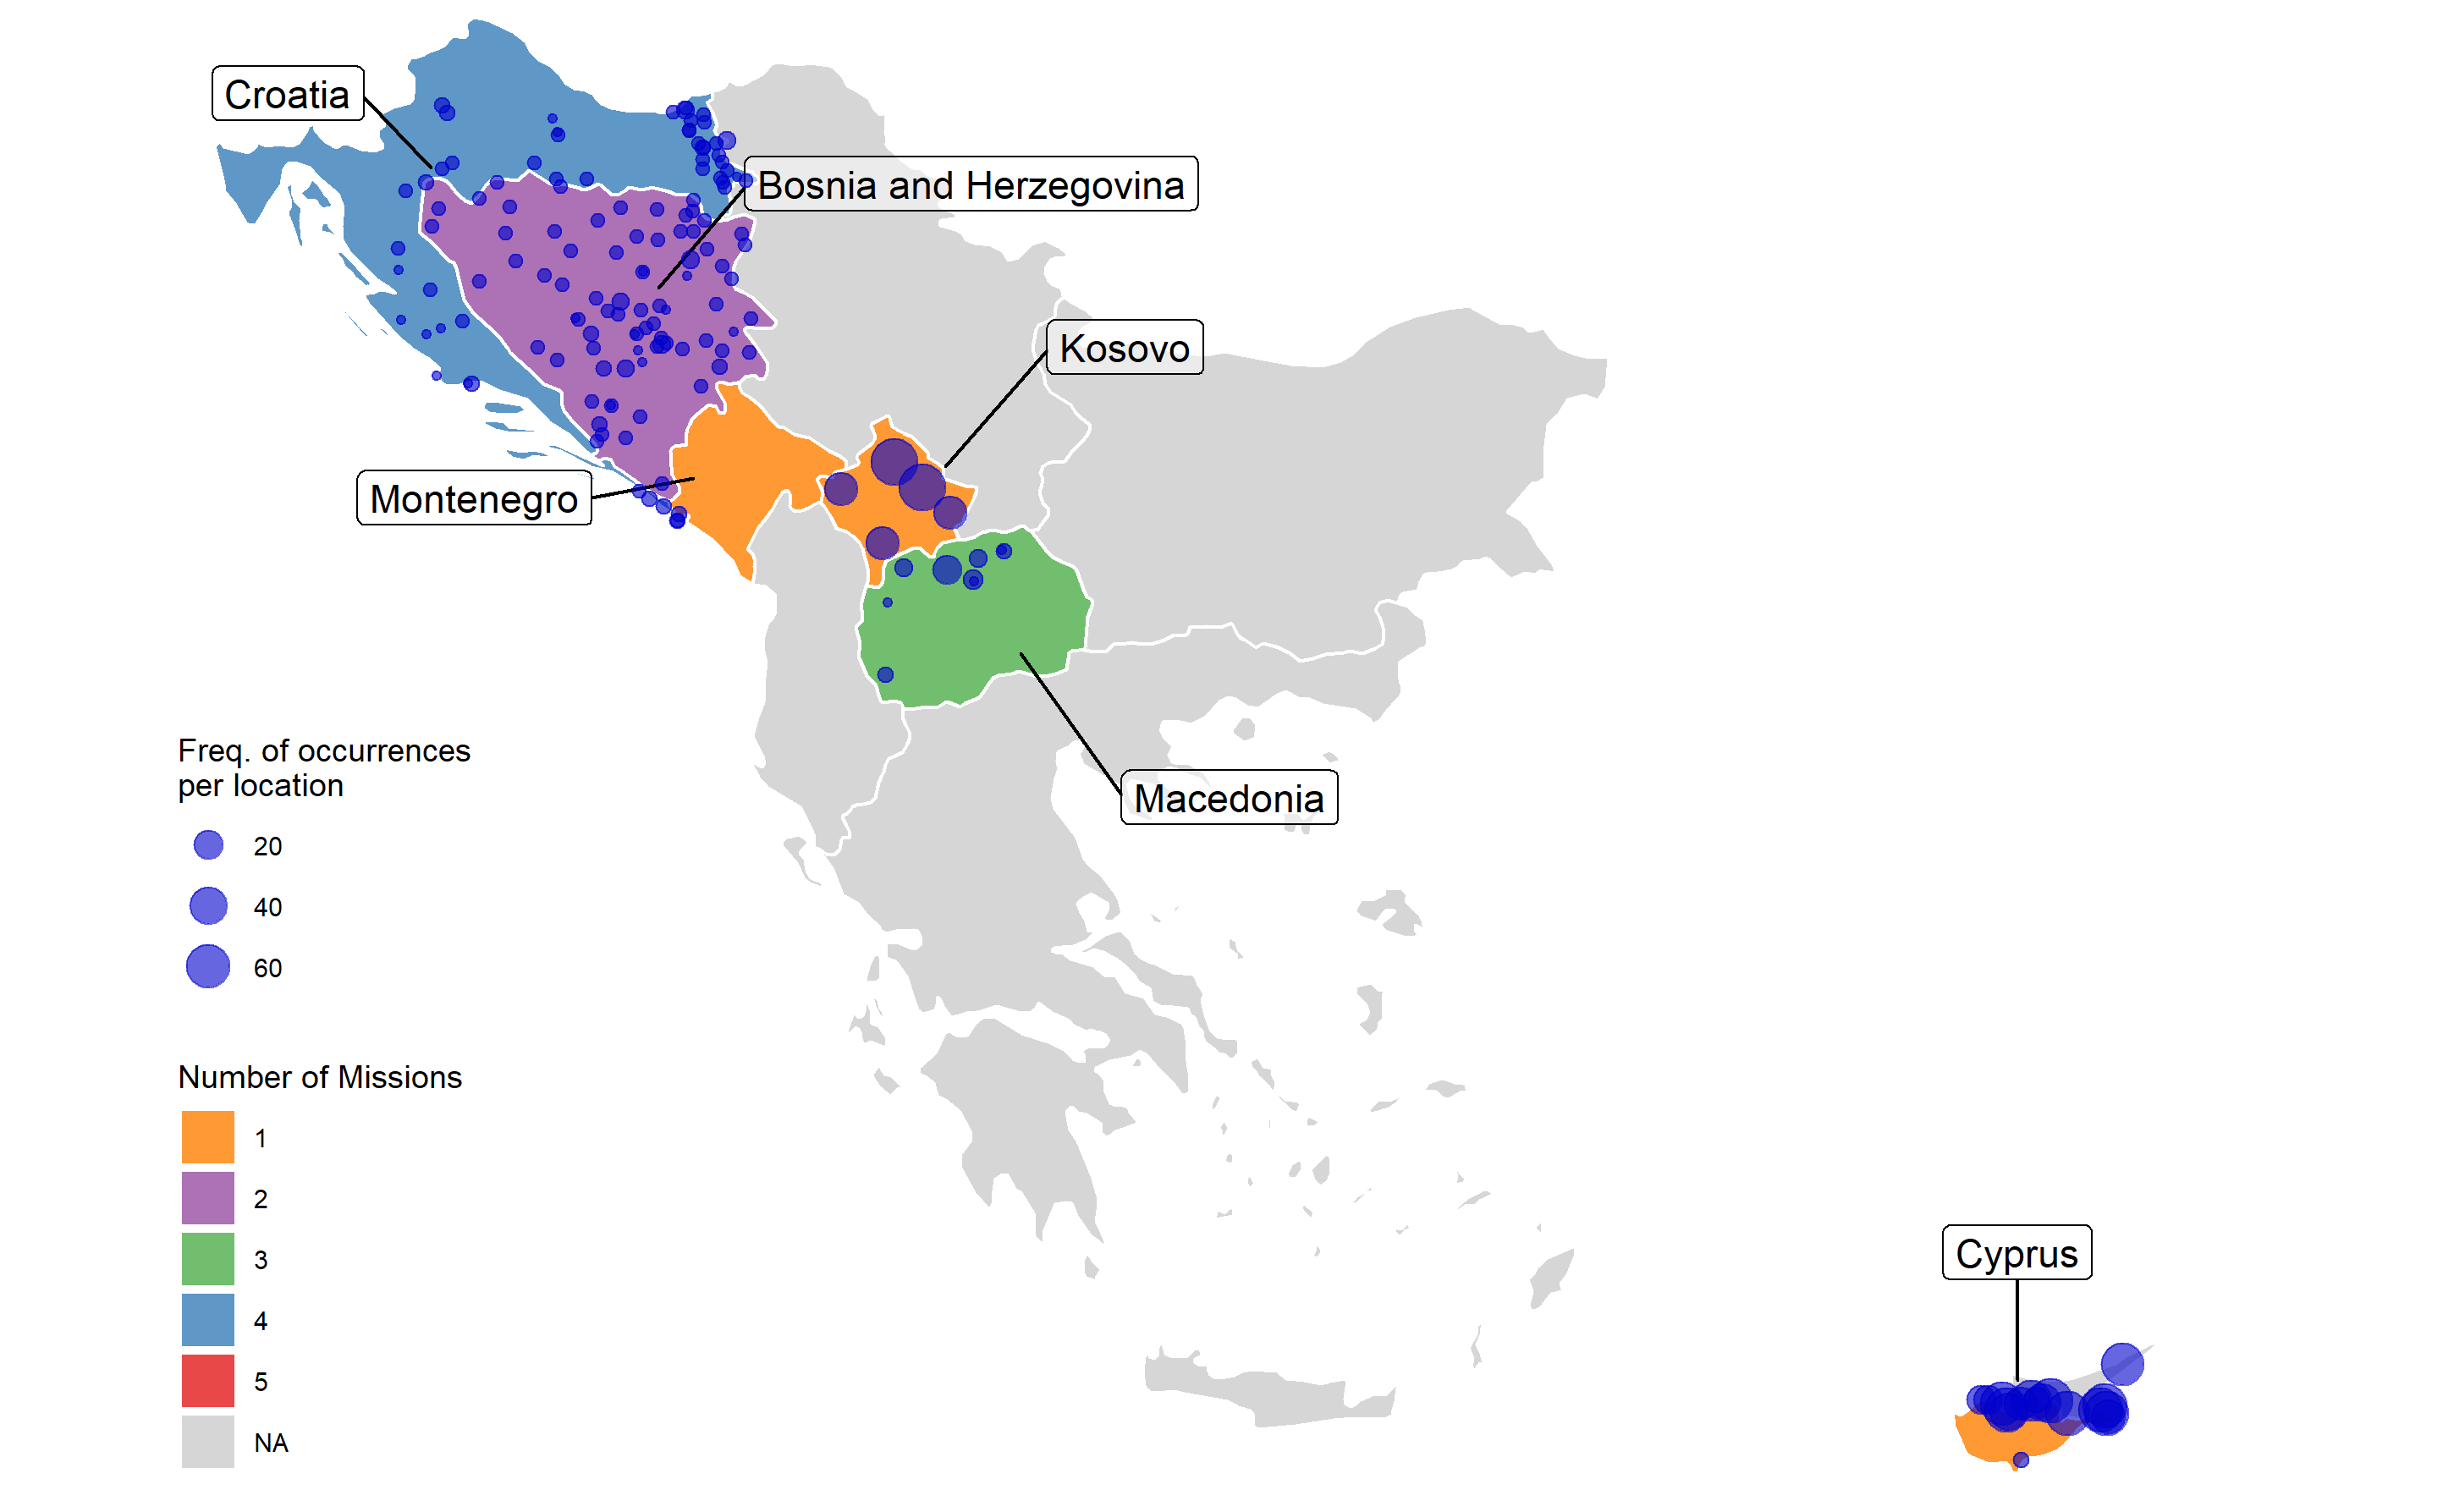 Croatia
Bosnia and Herzegovina
Kosovo
Montenegro
Macedonia
Freq. of occurrences
per location
20
40
60
Number of Missions
1
2
3
4
5
NA
Cyprus